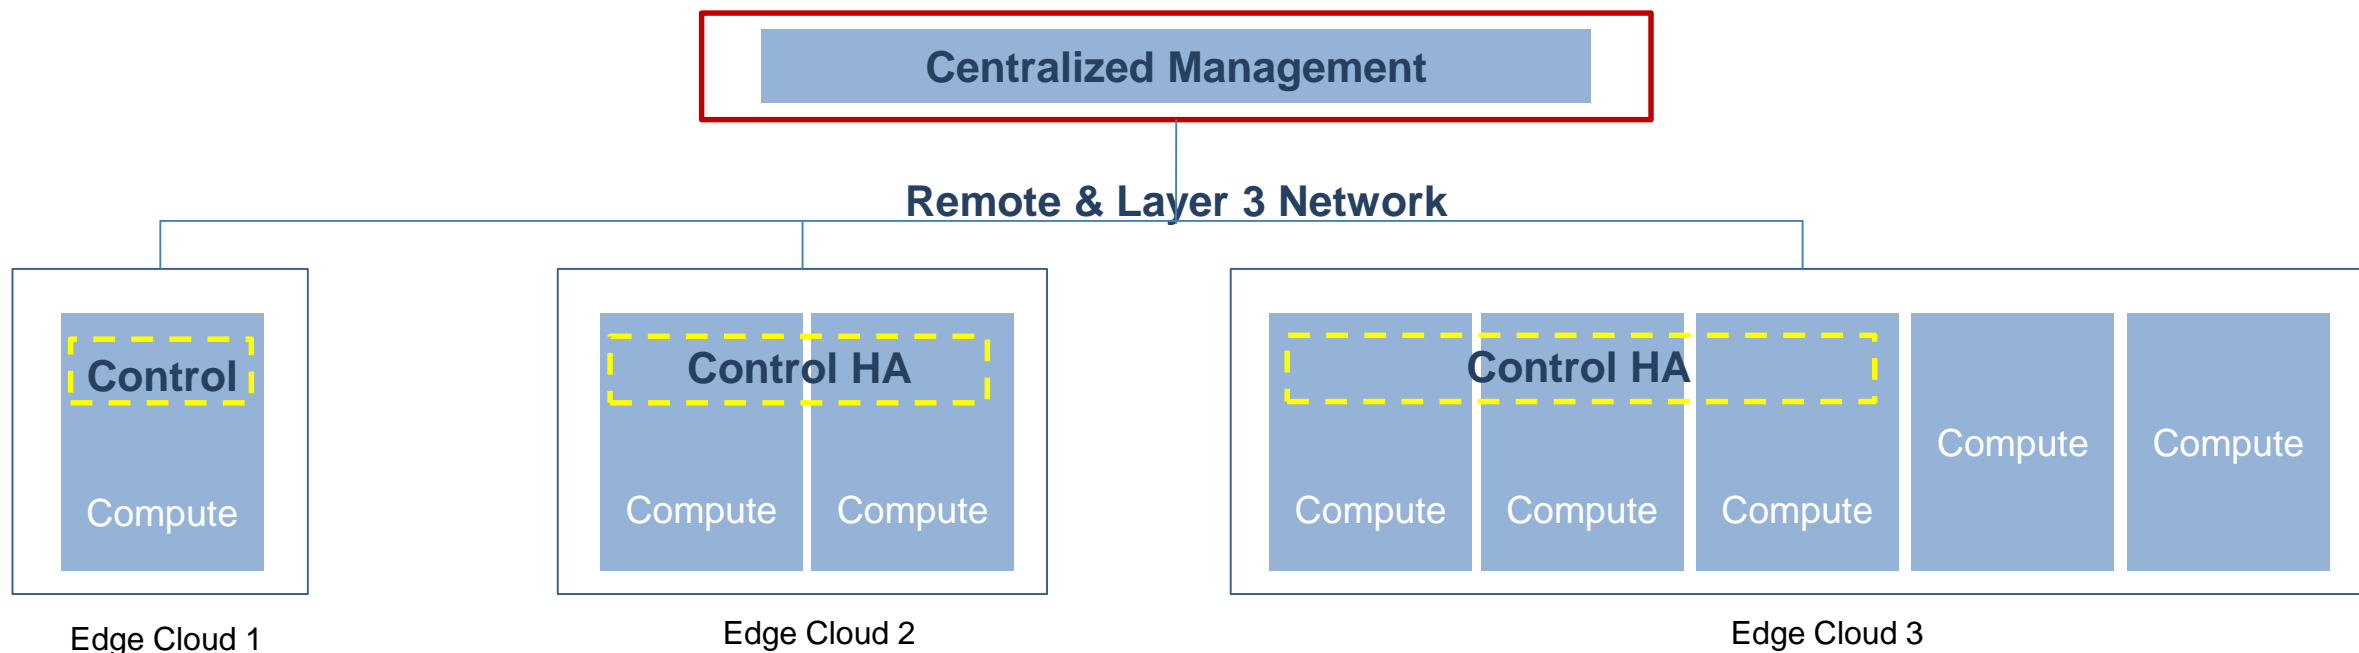 Centralized Management
Remote & Layer 3 Network
Control
Compute
Edge Cloud 1
Control HA
Compute Compute
Edge Cloud 2
Control HA
Compute Compute
Compute Compute Compute
Edge Cloud 3